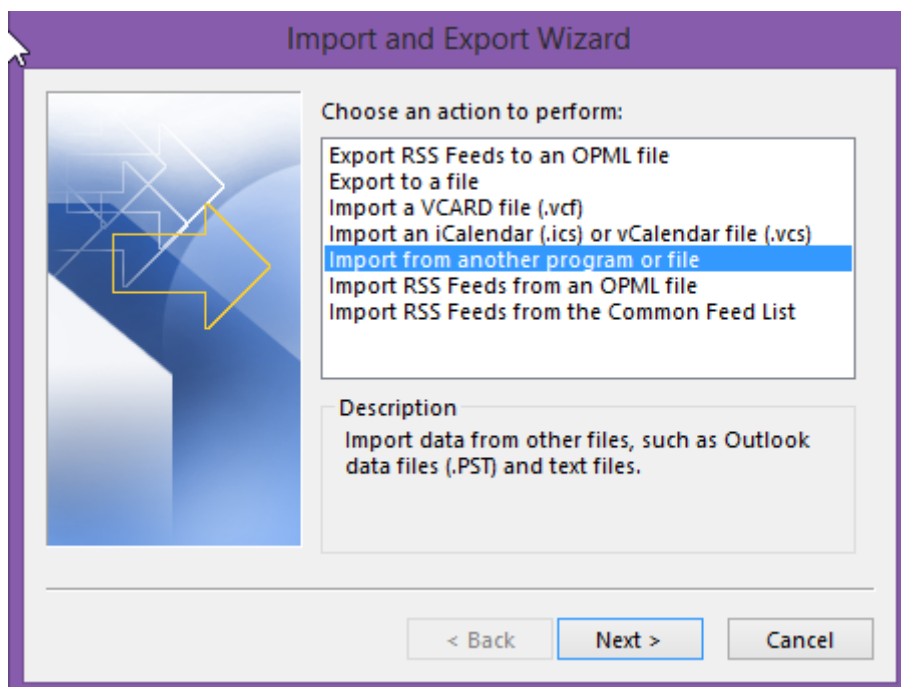 Import and Export Wizard
Choose an action to perform:
Export RSS Feeds to an OPML file
Export to a file
Import a VCARD file (.vcf)
Import an iCalendar (.ics) or vCalendar file (.vcs)
Import from another program or file
Import RSS Feeds from an OPML file
Import RSS Feeds from the Common Feed List
Description
Import data from other files, such as Outlook
data files (.PST) and text files.
< Back Next > Cancel